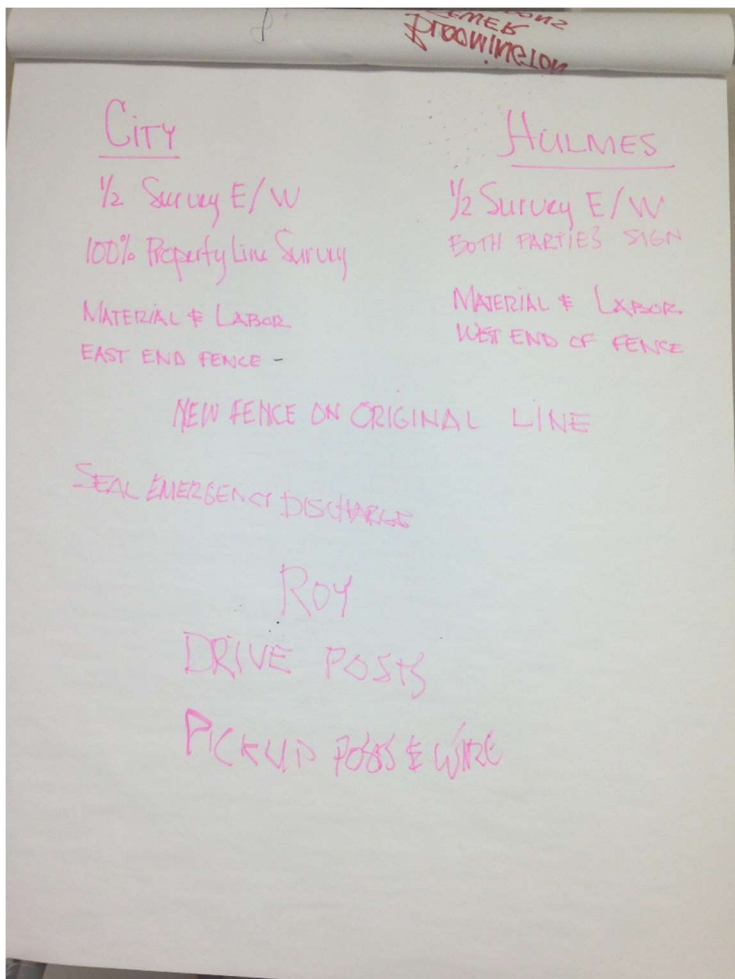 Bloomington
CITY
1/2 Survey E/W
100% Property Line Survey
MATERIAL & LABOR
EAST END FENCE -
HULMES
1/2 Survey E/W
BOTH PARTIES SIGN
MATERIAL & LABOR
WEST END OF FENCE
NEW FENCE ON ORIGINAL LINE
SEAL EMERGENCY DISCHARGE
ROY
DRIVE POSTS
PICKUP POSTS & WIRE